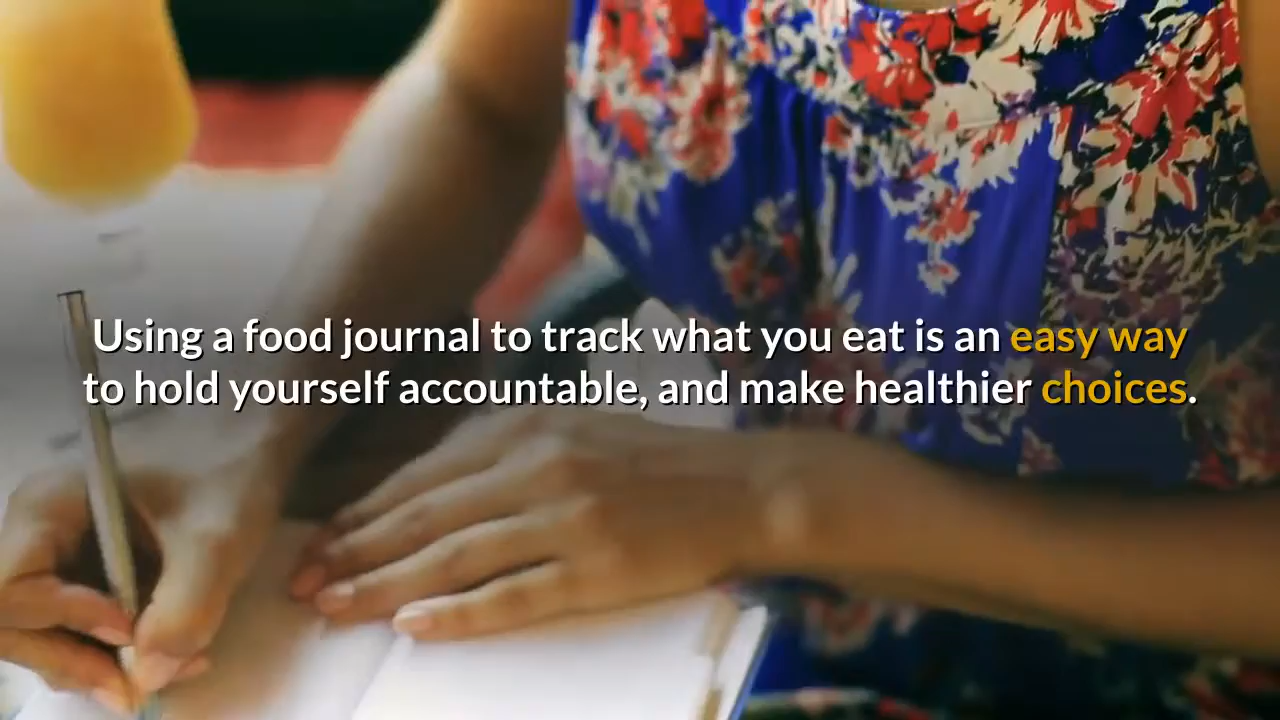 Using a food journal to track what you eat is an easy way
to hold yourself accountable, and make healthier choices.